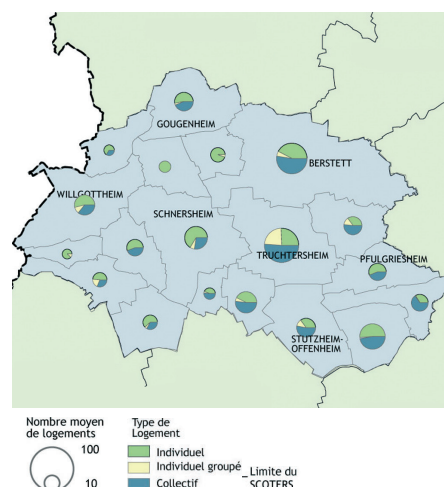 GOUGENHEIM
BERSTETT
WILLGOTTHEIM
SCHNERSHEIM
TRUCHTERSHEIM
PFULGRIESHEIM
STUTZHEIM-
OFFENHEIM
Nombre moyen
de logements
100
10
Type de
Logement
Individuel
Individuel groupé
Collectif
Limite du
SCOTERS